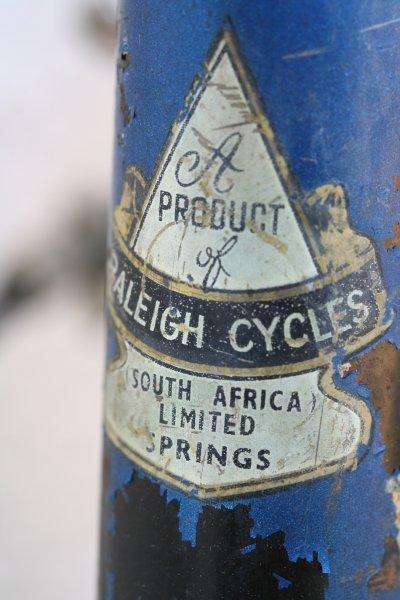 A
PRODUCT
of
RALEIGH CYCLES
(SOUTH AFRICA)
LIMITED
SPRINGS